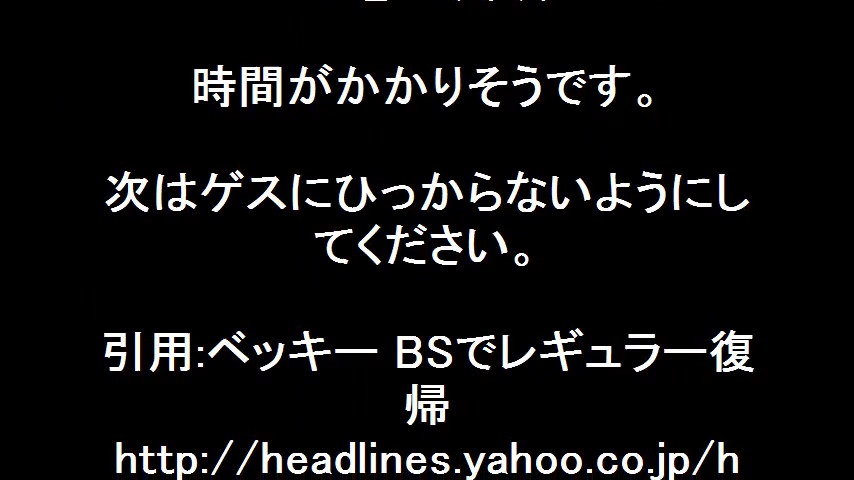 時間がかかりそうです。
次はゲスにひっからないようにし
てください。
引用:ベッキー BSでレギュラー復
帰
http://headlines.yahoo.co.jp/h